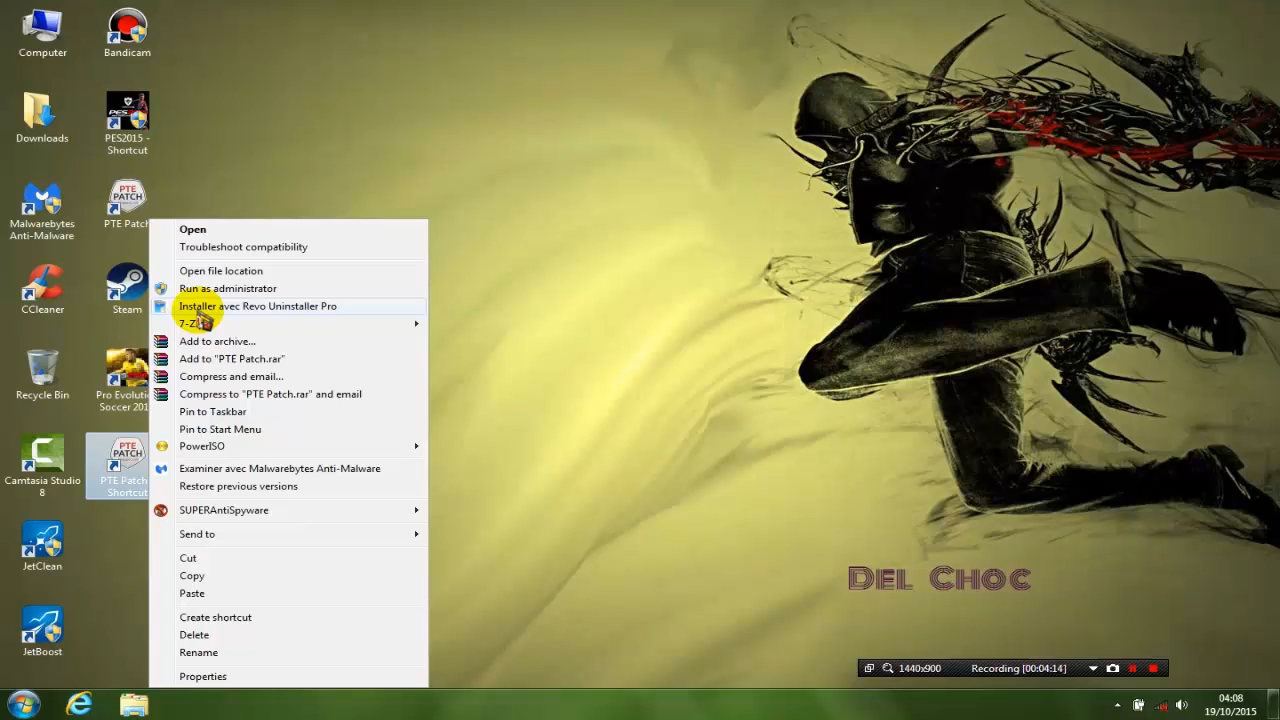 Computer
Bandicam
Downloads
PES2015 -
Shortcut
Malwarebytes
Anti-Malware
PTE
PATCH
PTE Patch
CCleaner
Steam
Recycle Bin
Pro Evoluti
Soccer 201
Camtasia Studio
8
PTE
PATCH
PTE Patch
Shortcut
JetClean
JetBoost
Open
Troubleshoot compatibility
Open file location
Run as administrator
Installer avec Revo Uninstaller Pro
Add to archive...
Add to "PTE Patch.rar"
Compress and email...
Compress to "PTE Patch.rar" and email
Pin to Taskbar
Pin to Start Menu
PowerISO
Examiner avec Malwarebytes Anti-Malware
Restore previous versions
SUPERAntiSpyware
Send to
Cut
Copy
Paste
Create shortcut
Delete
Rename
Properties
Del Choc
1440x900 Recording [00:04:14]
04:08
19/10/2015